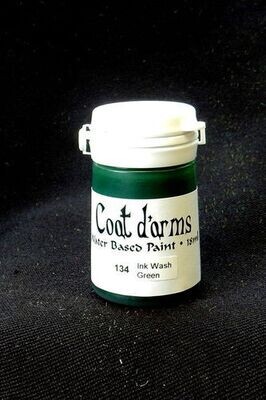 Coat d'arms
Water Based Paint • 18ml
134 Ink Wash
Green